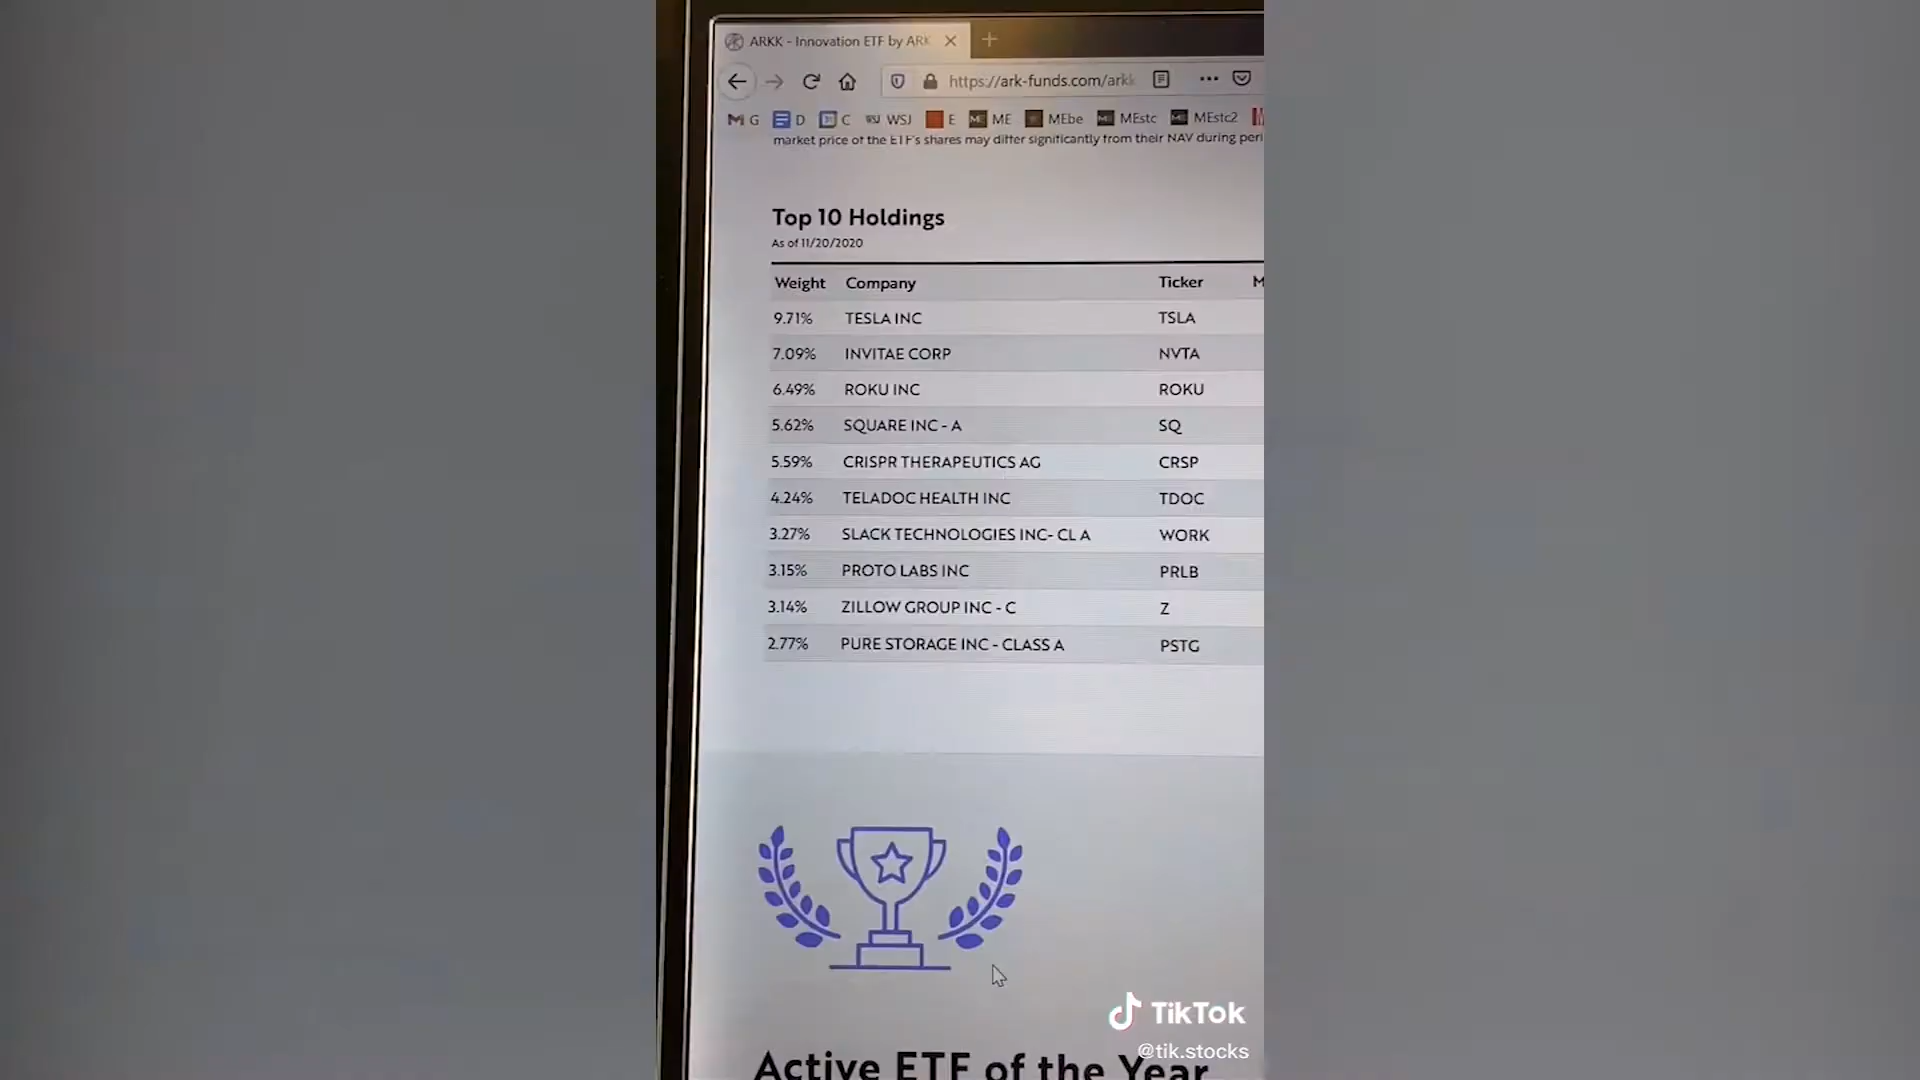 ARKK - Innovation ETF by ARK
https://ark-funds.com/arkk
G D C WSJ WSJ E ME ME MEbe MEstc MEstc2
market price of the ETF's shares may differ significantly from their NAV during peri
Top 10 Holdings
As of 11/20/2020
Weight Company Ticker M
9.71% TESLA INC TSLA
7.09% INVITAE CORP NVTA
6.49% ROKU INC ROKU
5.62% SQUARE INC - A SQ
5.59% CRISPR THERAPEUTICS AG CRSP
4.24% TELADOC HEALTH INC TDOC
3.27% SLACK TECHNOLOGIES INC- CL A WORK
3.15% PROTO LABS INC PRLB
3.14% ZILLOW GROUP INC - C Z
2.77% PURE STORAGE INC - CLASS A PSTG
TikTok
@tik.stocks
Active ETF of the Year